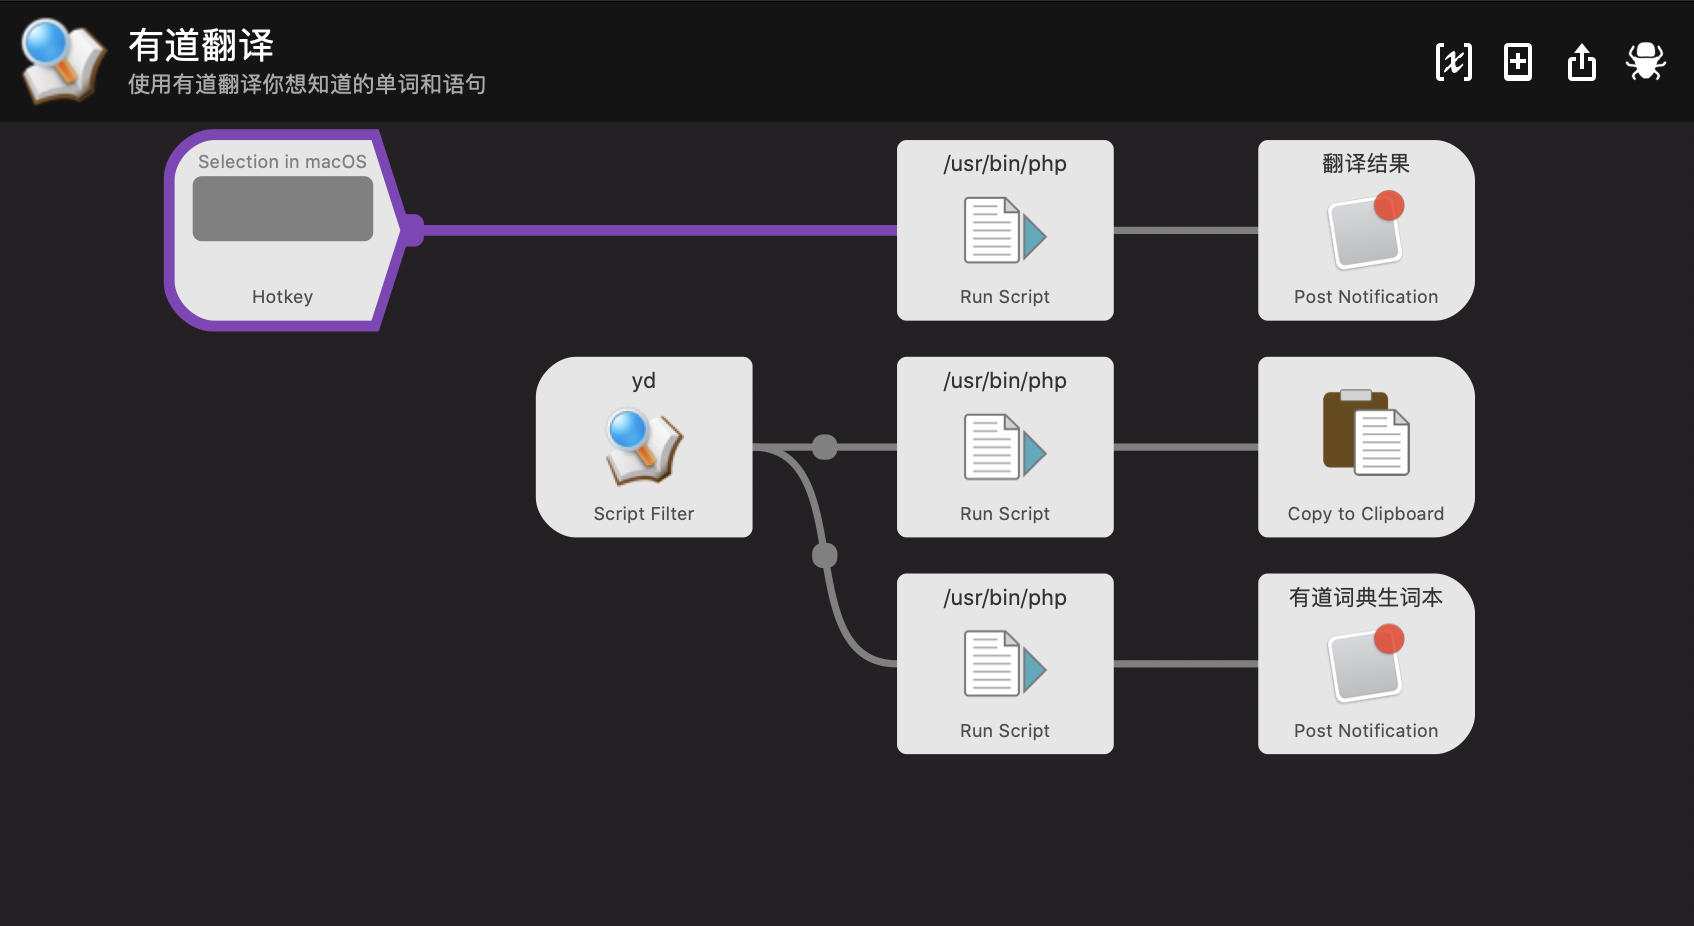 有道翻译
使用有道翻译你想知道的单词和语句
Selection in macOS
Hotkey
/usr/bin/php
Run Script
翻译结果
Post Notification
yd
Script Filter
/usr/bin/php
Run Script
Copy to Clipboard
/usr/bin/php
Run Script
有道词典生词本
Post Notification